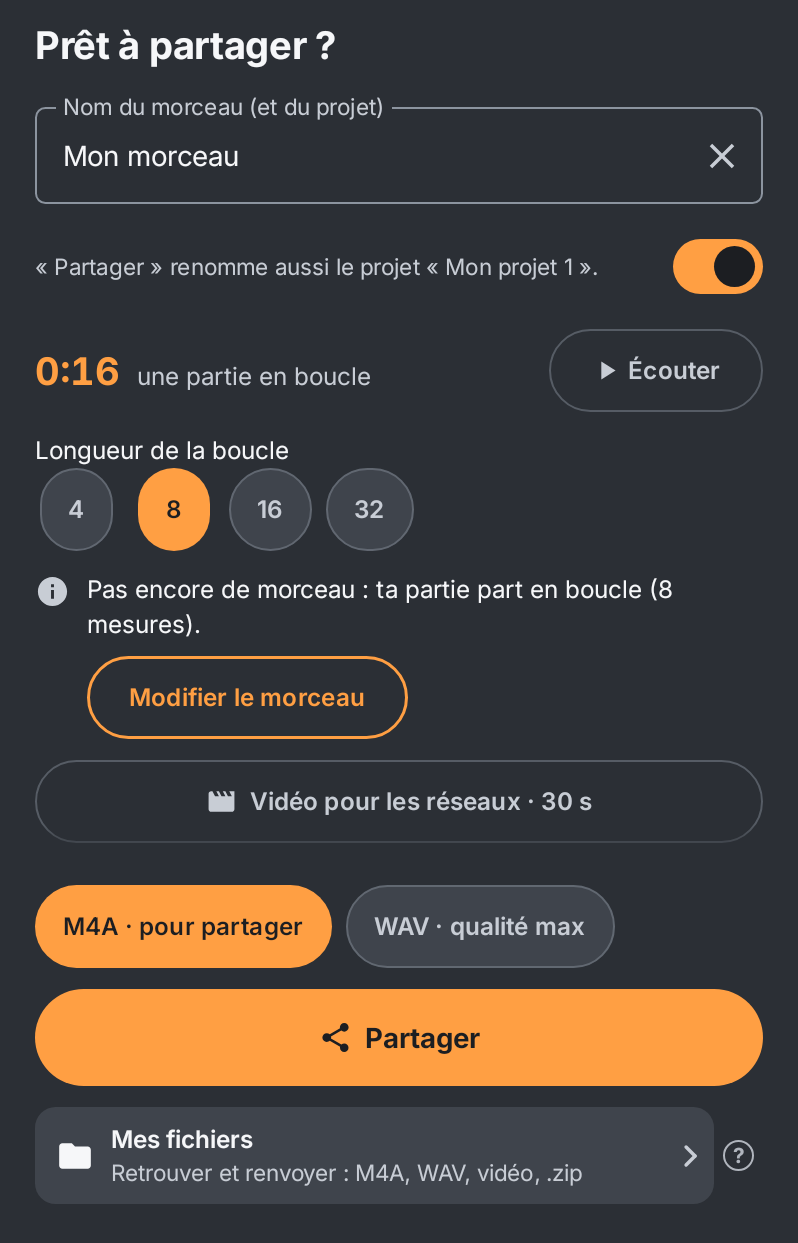 Prêt à partager ?
Nom du morceau (et du projet)
Mon morceau
« Partager » renomme aussi le projet « Mon projet 1 ».
0:16 une partie en boucle
Écouter
Longueur de la boucle
4 8 16 32
Pas encore de morceau : ta partie part en boucle (8
mesures).
Modifier le morceau
Vidéo pour les réseaux · 30 s
M4A · pour partager
WAV · qualité max
Partager
Mes fichiers
Retrouver et renvoyer : M4A, WAV, vidéo, .zip
?